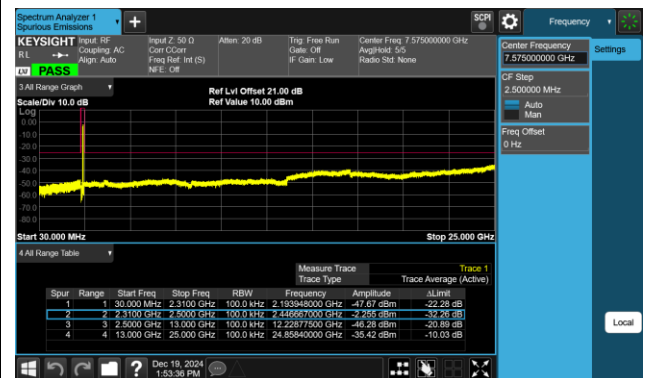 Spectrum Analyzer 1
Spurious Emissions
SCPI
Frequency
KEYSIGHT
RL
LXI PASS
Input: RF
Coupling: AC
Align: Auto
Input Z: 50 Ω
Corr CCorr
Freq Ref: Int (S)
NFE: Off
Atten: 20 dB
Trig: Free Run
Gate: Off
IF Gain: Low
Center Freq: 7.575000000 GHz
Avg|Hold: 5/5
Radio Std: None
Center Frequency
7.575000000 GHz
Settings
CF Step
2.500000 MHz
Auto
Man
Freq Offset
0 Hz
3 All Range Graph
Scale/Div 10.0 dB
Ref Lvl Offset 21.00 dB
Ref Value 10.00 dBm
Log
0.00
-10.0
-20.0
-30.0
-40.0
-50.0
-60.0
-70.0
-80.0
Start 30.000 MHz
Stop 25.000 GHz
4 All Range Table
Measure Trace Trace 1
Trace Type Trace Average (Active)
Spur Range Start Freq Stop Freq RBW Frequency Amplitude ΔLimit
1 1 30.000 MHz 2.3100 GHz 100.0 kHz 2.193948000 GHz -47.67 dBm -22.28 dB
2 2 2.3100 GHz 2.5000 GHz 100.0 kHz 2.446667000 GHz -2.255 dBm -32.26 dB
3 3 2.5000 GHz 13.000 GHz 100.0 kHz 12.22877500 GHz -46.28 dBm -20.89 dB
4 4 13.000 GHz 25.000 GHz 100.0 kHz 24.85840000 GHz -35.42 dBm -10.03 dB
Local
?
Dec 19, 2024
1:53:36 PM